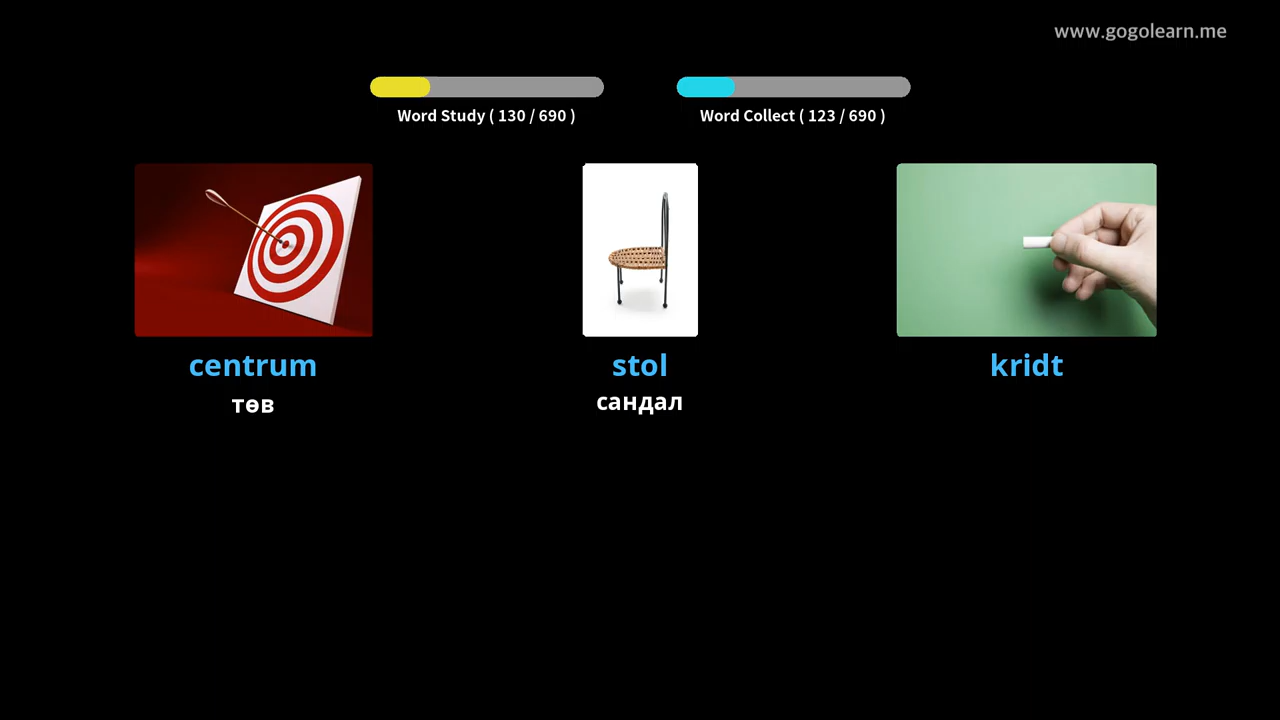 www.gogolearn.me
Word Study ( 130 / 690 )
Word Collect ( 123 / 690 )
centrum
төв
stol
сандал
kridt